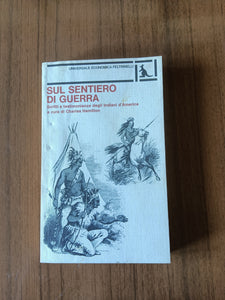 UNIVERSALE ECONOMICA FELTRINELLI
SUL SENTIERO
DI GUERRA
Scritti e testimonianze degli indiani d'America
a cura di Charles Hamilton